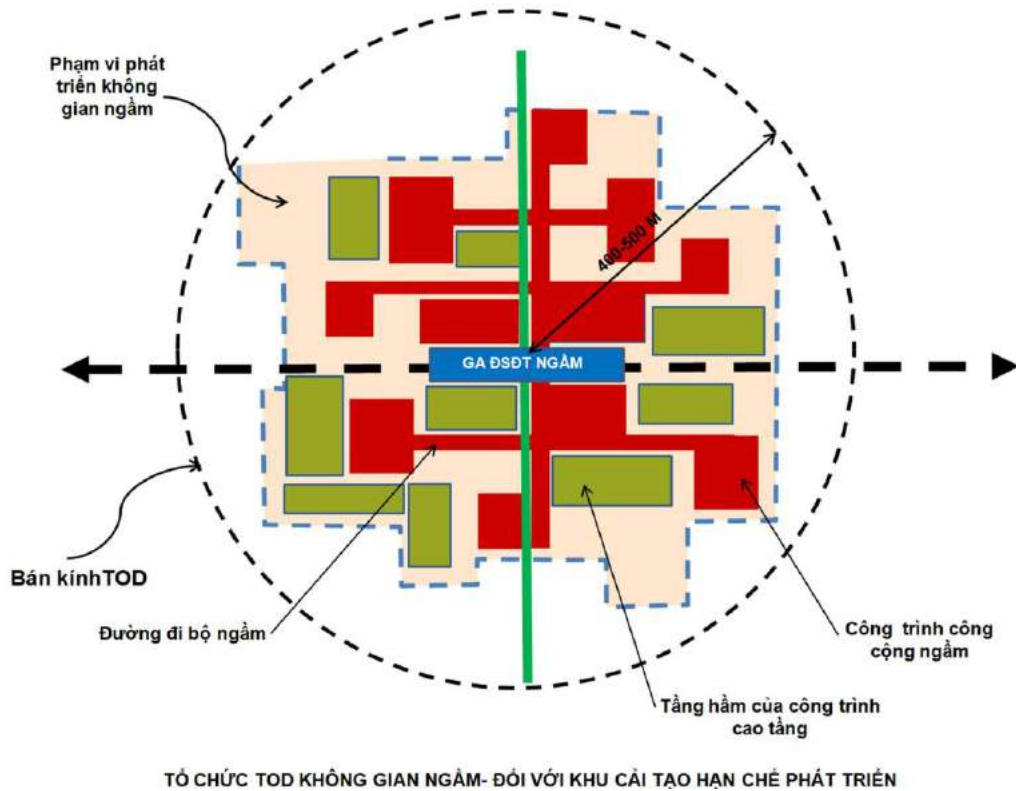 Phạm vi phát
triển không
gian ngầm
400-500 M
GA ĐSĐT NGẦM
Bán kínhTOD
Đường đi bộ ngầm
Công trình công
cộng ngầm
Tầng hầm của công trình
cao tầng
TỔ CHỨC TOD KHÔNG GIAN NGẦM- ĐỐI VỚI KHU CẢI TẠO HẠN CHẾ PHÁT TRIỂN